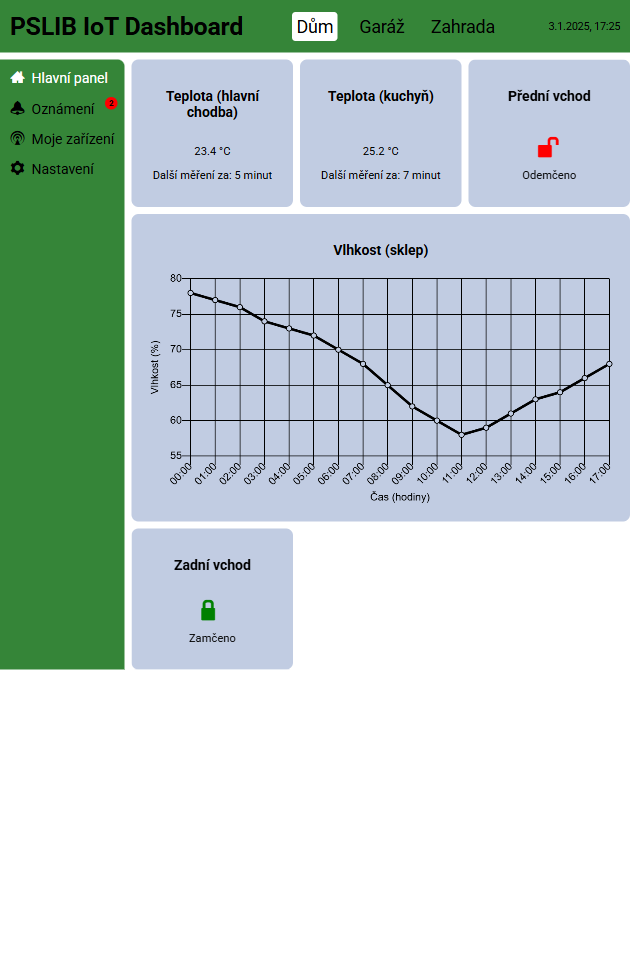 PSLIB IoT Dashboard
Dům
Garáž
Zahrada
3.1.2025, 17:25
Hlavní panel
Oznámení
2
Moje zařízení
Nastavení
Teplota (hlavní
chodba)
23.4 °C
Další měření za: 5 minut
Teplota (kuchyň)
25.2 °C
Další měření za: 7 minut
Přední vchod
Odemčeno
Vlhkost (sklep)
Vlhkost (%)
80
75
70
65
60
55
00:00
01:00
02:00
03:00
04:00
05:00
06:00
07:00
08:00
09:00
10:00
11:00
12:00
13:00
14:00
15:00
16:00
17:00
Čas (hodiny)
Zadní vchod
Zamčeno